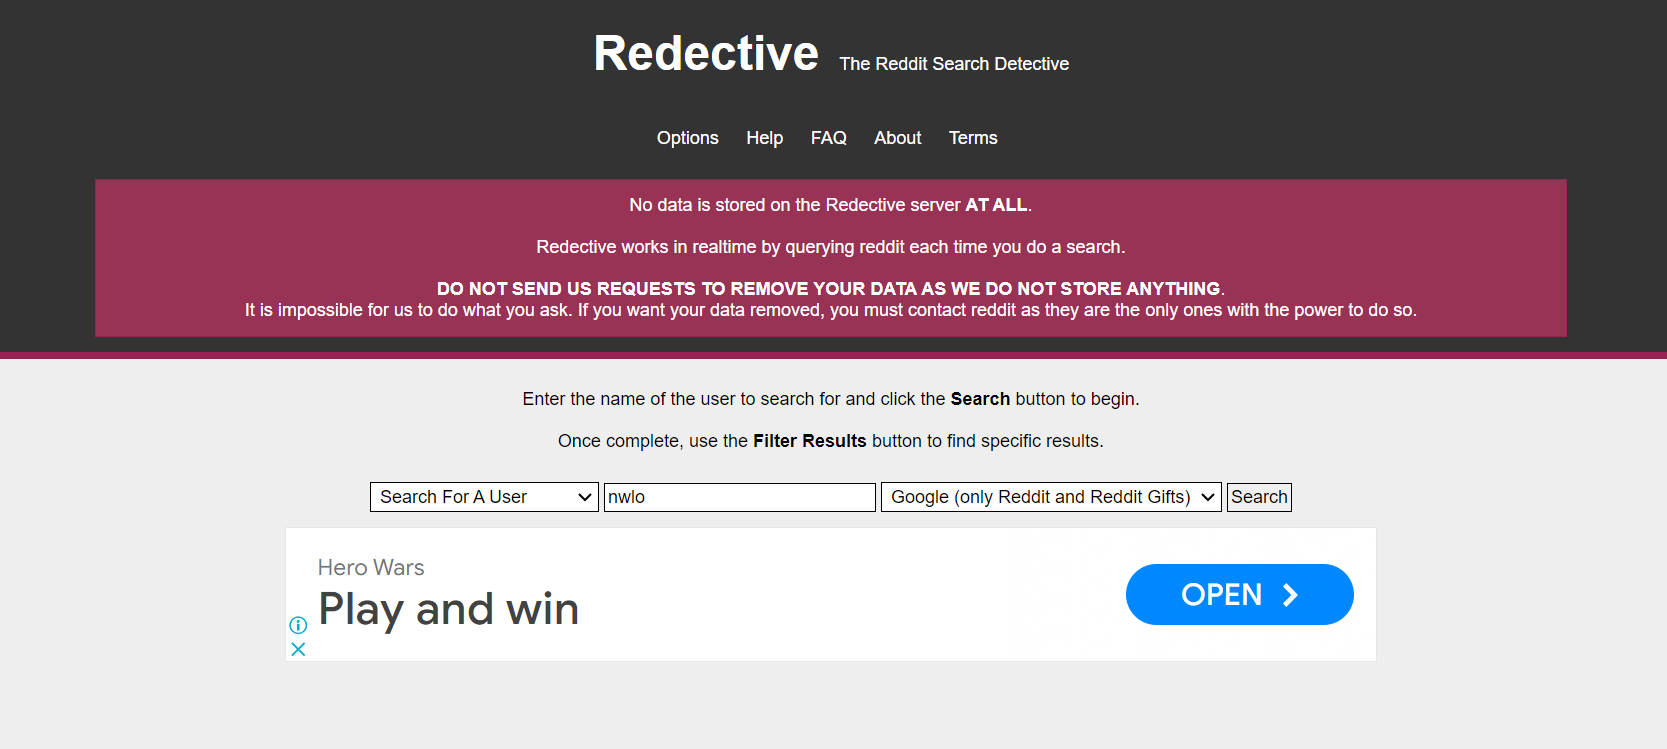 Redective The Reddit Search Detective
Options Help FAQ About Terms
No data is stored on the Redective server AT ALL.
Redective works in realtime by querying reddit each time you do a search.
DO NOT SEND US REQUESTS TO REMOVE YOUR DATA AS WE DO NOT STORE ANYTHING.
It is impossible for us to do what you ask. If you want your data removed, you must contact reddit as they are the only ones with the power to do so.
Enter the name of the user to search for and click the Search button to begin.
Once complete, use the Filter Results button to find specific results.
Search For A User nwlo Google (only Reddit and Reddit Gifts) Search
Hero Wars
Play and win
OPEN